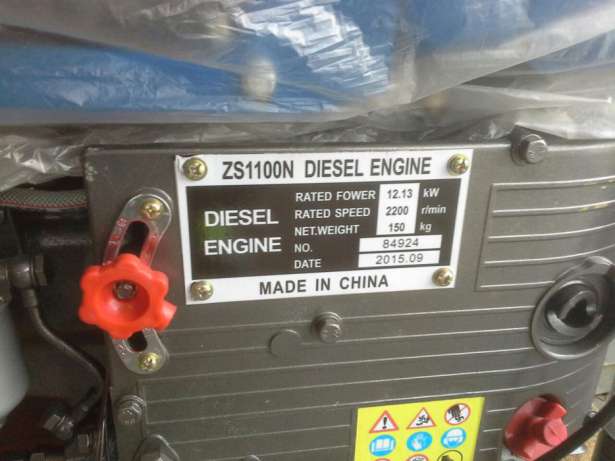 ZS1100N DIESEL ENGINE
DIESEL ENGINE
RATED FOWER 12.13 kW
RATED SPEED 2200 r/min
NET.WEIGHT 150 kg
NO. 84924
DATE 2015.09
MADE IN CHINA